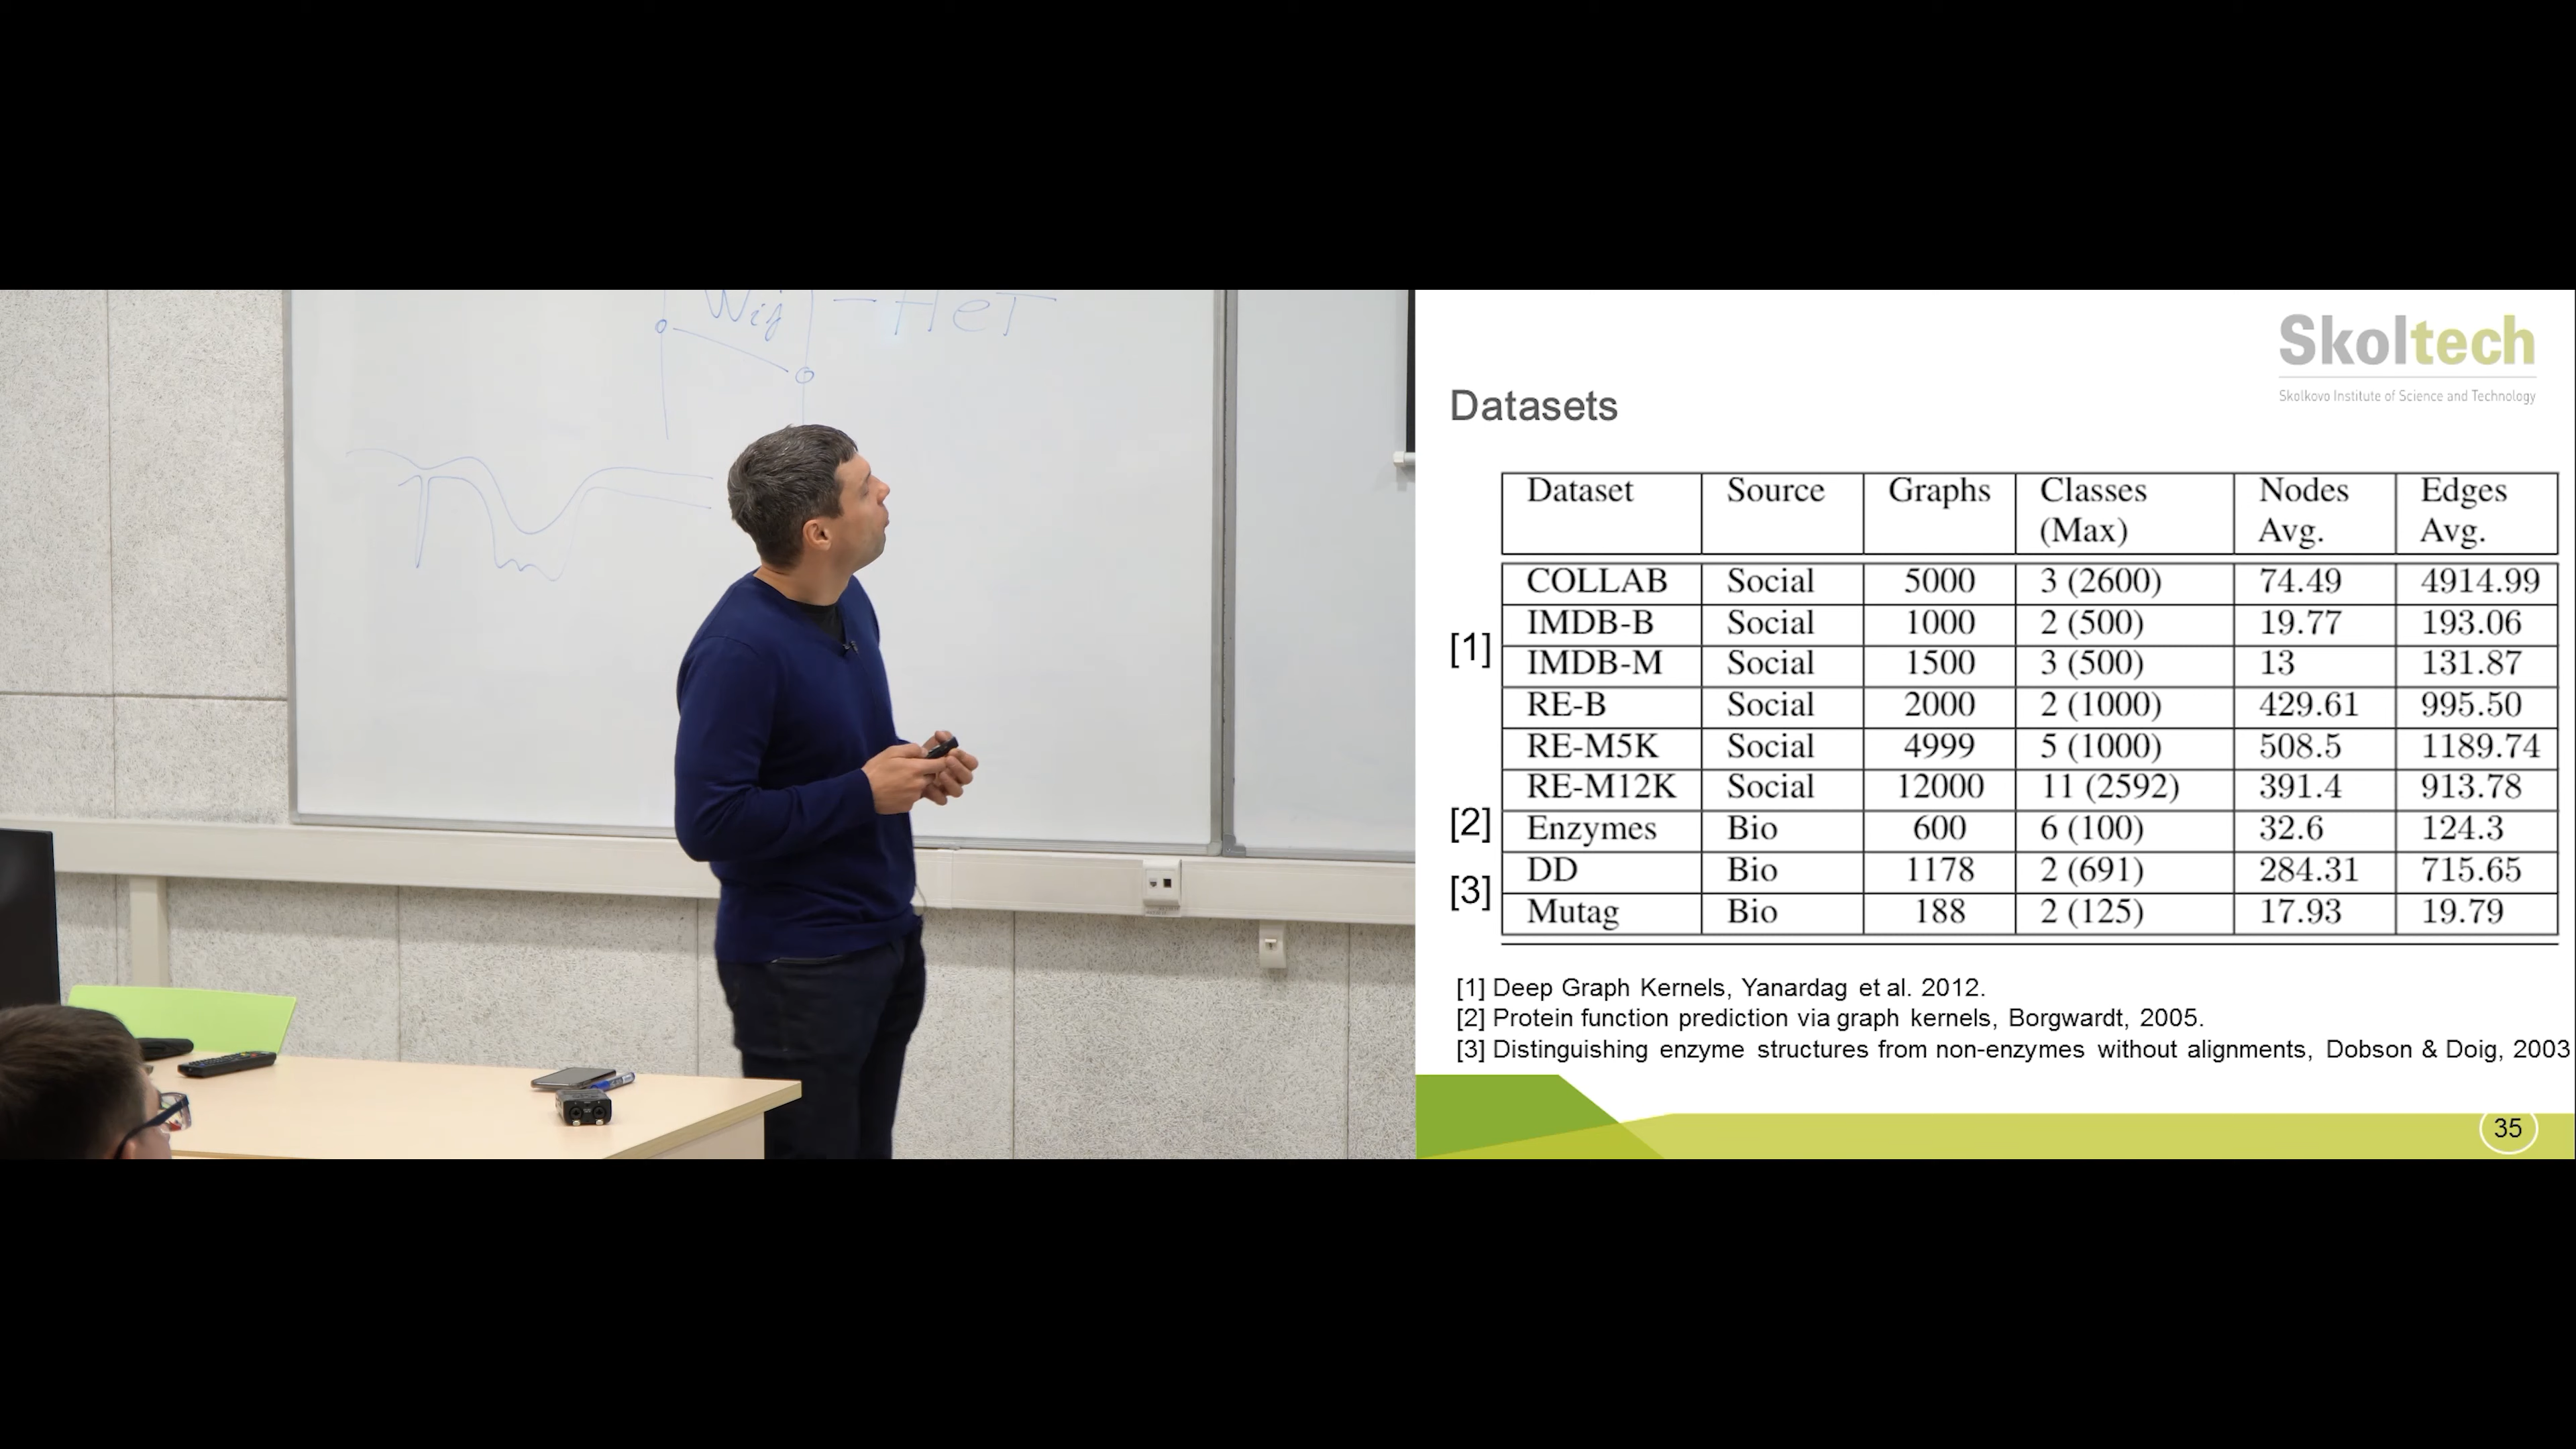 Wij - HeT
Skoltech
Skolkovo Institute of Science and Technology
Datasets
Dataset Source Graphs Classes (Max) Nodes Avg. Edges Avg.
COLLAB Social 5000 3 (2600) 74.49 4914.99
IMDB-B Social 1000 2 (500) 19.77 193.06
[1]
IMDB-M Social 1500 3 (500) 13 131.87
RE-B Social 2000 2 (1000) 429.61 995.50
RE-M5K Social 4999 5 (1000) 508.5 1189.74
RE-M12K Social 12000 11 (2592) 391.4 913.78
[2] Enzymes Bio 600 6 (100) 32.6 124.3
DD Bio 1178 2 (691) 284.31 715.65
[3]
Mutag Bio 188 2 (125) 17.93 19.79
[1] Deep Graph Kernels, Yanardag et al. 2012.
[2] Protein function prediction via graph kernels, Borgwardt, 2005.
[3] Distinguishing enzyme structures from non-enzymes without alignments, Dobson & Doig, 2003
35